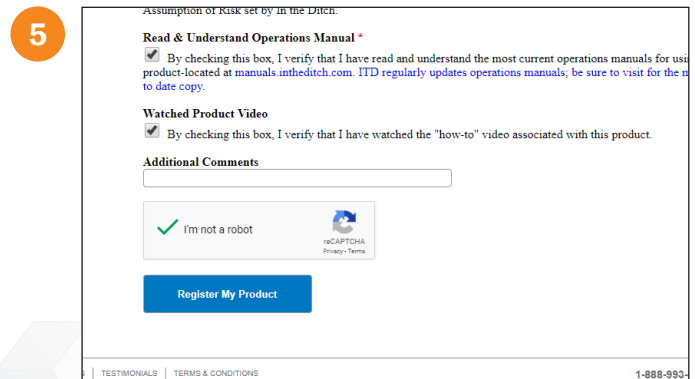 5
Assumption of Risk set by In the Ditch.
Read & Understand Operations Manual *
By checking this box, I verify that I have read and understand the most current operations manuals for
product-located at manuals.intheditch.com. ITD regularly updates operations manuals; be sure to visit for the
to date copy.
Watched Product Video
By checking this box, I verify that I have watched the "how-to" video associated with this product.
Additional Comments
I'm not a robot
reCAPTCHA
Privacy - Terms
Register My Product
TESTIMONIALS | TERMS & CONDITIONS
1-888-993-